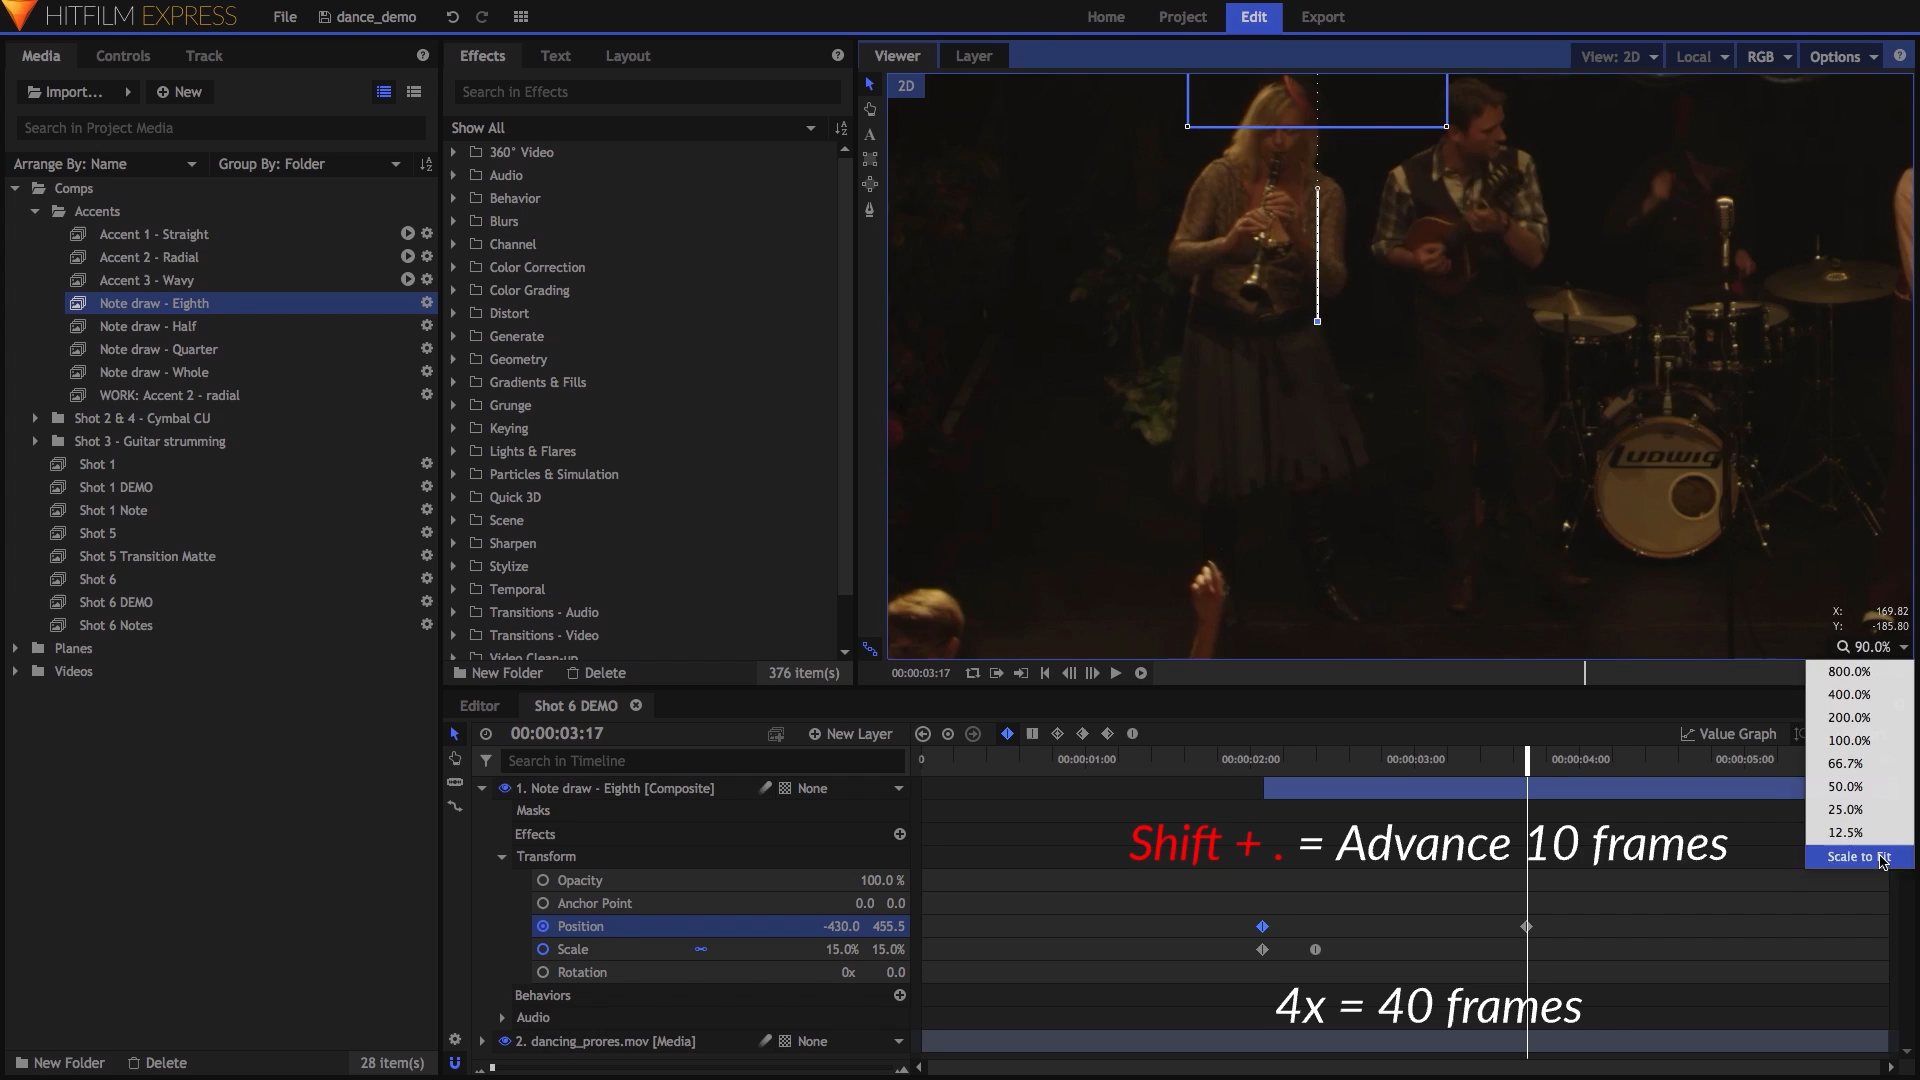 HITFILM EXPRESS
File
dance_demo
Home
Project
Edit
Export
Media
Controls
Track
Import...
New
Search in Project Media
Arrange By: Name
Group By: Folder
Comps
Accents
Accent 1 - Straight
Accent 2 - Radial
Accent 3 - Wavy
Note draw - Eighth
Note draw - Half
Note draw - Quarter
Note draw - Whole
WORK: Accent 2 - radial
Shot 2 & 4 - Cymbal CU
Shot 3 - Guitar strumming
Shot 1
Shot 1 DEMO
Shot 1 Note
Shot 5
Shot 5 Transition Matte
Shot 6
Shot 6 DEMO
Shot 6 Notes
Planes
Videos
New Folder
Delete
28 item(s)
Effects
Text
Layout
Search in Effects
Show All
360° Video
Audio
Behavior
Blurs
Channel
Color Correction
Color Grading
Distort
Generate
Geometry
Gradients & Fills
Grunge
Keying
Lights & Flares
Particles & Simulation
Quick 3D
Scene
Sharpen
Stylize
Temporal
Transitions - Audio
Transitions - Video
Video Clean-up
New Folder
Delete
376 item(s)
Viewer
Layer
View: 2D
Local
RGB
Options
2D
LUDWIG
X: -169.82
Y: -185.80
90.0%
00:00:03:17
800.0%
400.0%
200.0%
100.0%
66.7%
50.0%
25.0%
12.5%
Scale to Fit
Editor
Shot 6 DEMO
00:00:03:17
New Layer
Value Graph
Search in Timeline
0
00:00:01:00
00:00:02:00
00:00:03:00
00:00:04:00
00:00:05:00
1. Note draw - Eighth [Composite]
None
Masks
Effects
Transform
Opacity 100.0 %
Anchor Point 0.0 0.0
Position -430.0 455.5
Scale 15.0% 15.0%
Rotation 0x 0.0
Behaviors
Audio
2. dancing_prores.mov [Media]
None
Shift + . = Advance 10 frames
4x = 40 frames